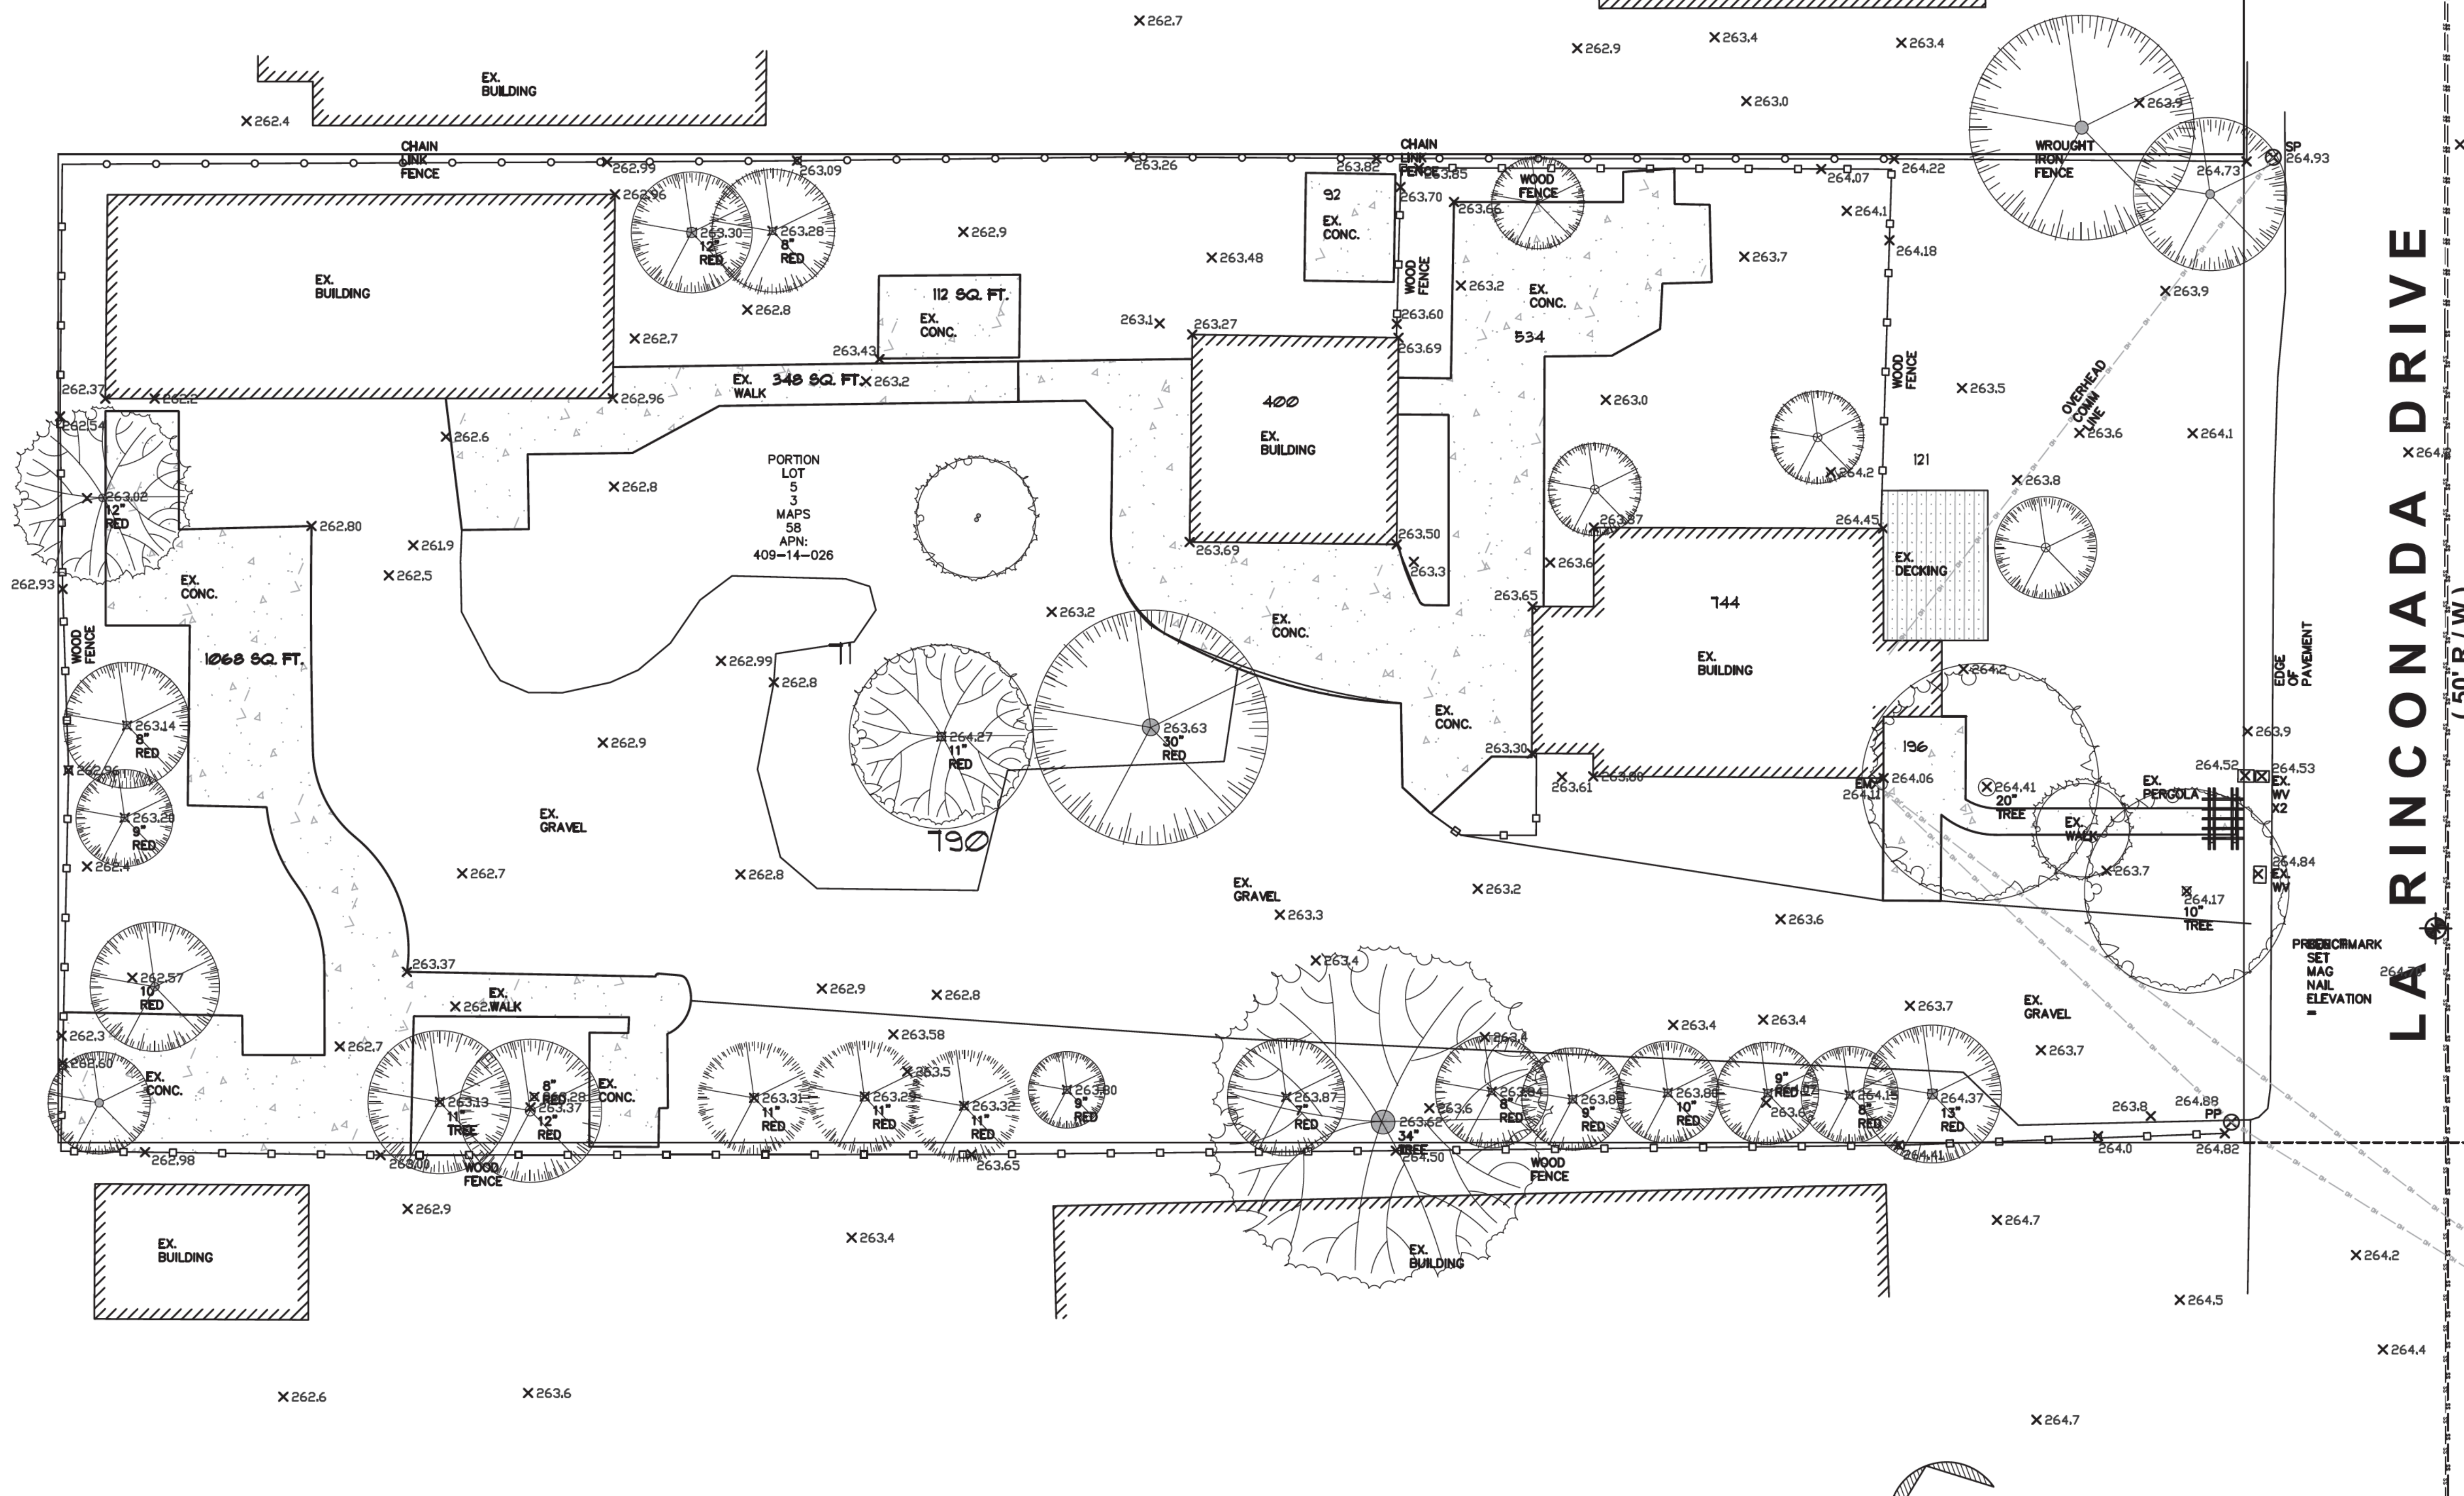 262.7
262.9
263.4
263.4
EX.
BUILDING
263.0
263.9
262.4
CHAIN
LINK
FENCE
262.99
263.09
263.26
263.82
CHAIN
LINK
FENCE
263.85
WOOD
FENCE
264.07
264.22
WROUGHT
IRON
FENCE
264.73
SP
264.93
262.96
92
EX.
CONC.
263.70
263.66
264.1
263.30
12"
RED
263.28
8"
RED
262.9
263.48
263.7
264.18
EX.
BUILDING
112 SQ. FT.
EX.
CONC.
WOOD
FENCE
263.2
EX.
CONC.
263.9
262.8
263.1
263.27
263.60
534
262.7
263.43
263.69
WOOD
FENCE
OVERHEAD
COMM
LINE
262.37
262.2
262.96
EX.
WALK
348 SQ. FT.
263.2
400
263.0
263.5
262.54
262.6
EX.
BUILDING
263.6
264.1
PORTION
LOT
5
3
MAPS
58
APN:
409-14-026
262.8
264.2
121
263.8
263.02
12"
RED
262.80
263.50
264.45
261.9
263.69
262.5
263.3
263.6
EX.
DECKING
262.93
EX.
CONC.
263.65
744
263.2
EX.
CONC.
WOOD
FENCE
1068 SQ. FT.
262.99
71
EX.
BUILDING
264.2
EDGE
OF
PAVEMENT
262.8
263.14
8"
RED
262.9
264.27
11"
RED
263.63
30"
RED
EX.
CONC.
263.30
196
263.9
262.96
263.61
264.06
264.11
264.41
20"
TREE
EX.
PERGOLA
264.52
264.53
EX.
WV
X2
263.20
9"
RED
EX.
GRAVEL
790
EX.
WALK
262.4
262.7
262.8
EX.
GRAVEL
263.3
263.2
263.6
263.7
264.84
EX.
WV
264.17
10"
TREE
LA RINCONADA DRIVE
(50' R/W)
BENCHMARK
SET
MAG
NAIL
ELEVATION
=
262.57
10"
RED
263.37
EX.
WALK
262.9
262.8
263.4
263.7
EX.
GRAVEL
262.3
262.7
263.58
263.4
263.4
263.4
263.7
262.60
EX.
CONC.
263.5
263.13
11"
TREE
8"
RED
263.28
263.37
12"
RED
EX.
CONC.
263.31
11"
RED
263.29
11"
RED
263.32
11"
RED
263.80
9"
RED
263.87
7"
RED
263.62
34"
TREE
263.6
8"
RED
9"
RED
10"
RED
9"
RED
8"
RED
264.37
13"
RED
263.8
264.88
PP
262.98
WOOD
FENCE
263.65
264.50
WOOD
FENCE
264.41
264.0
264.82
262.9
263.4
EX.
BUILDING
EX.
BUILDING
264.7
264.2
264.5
264.4
262.6
263.6
264.7